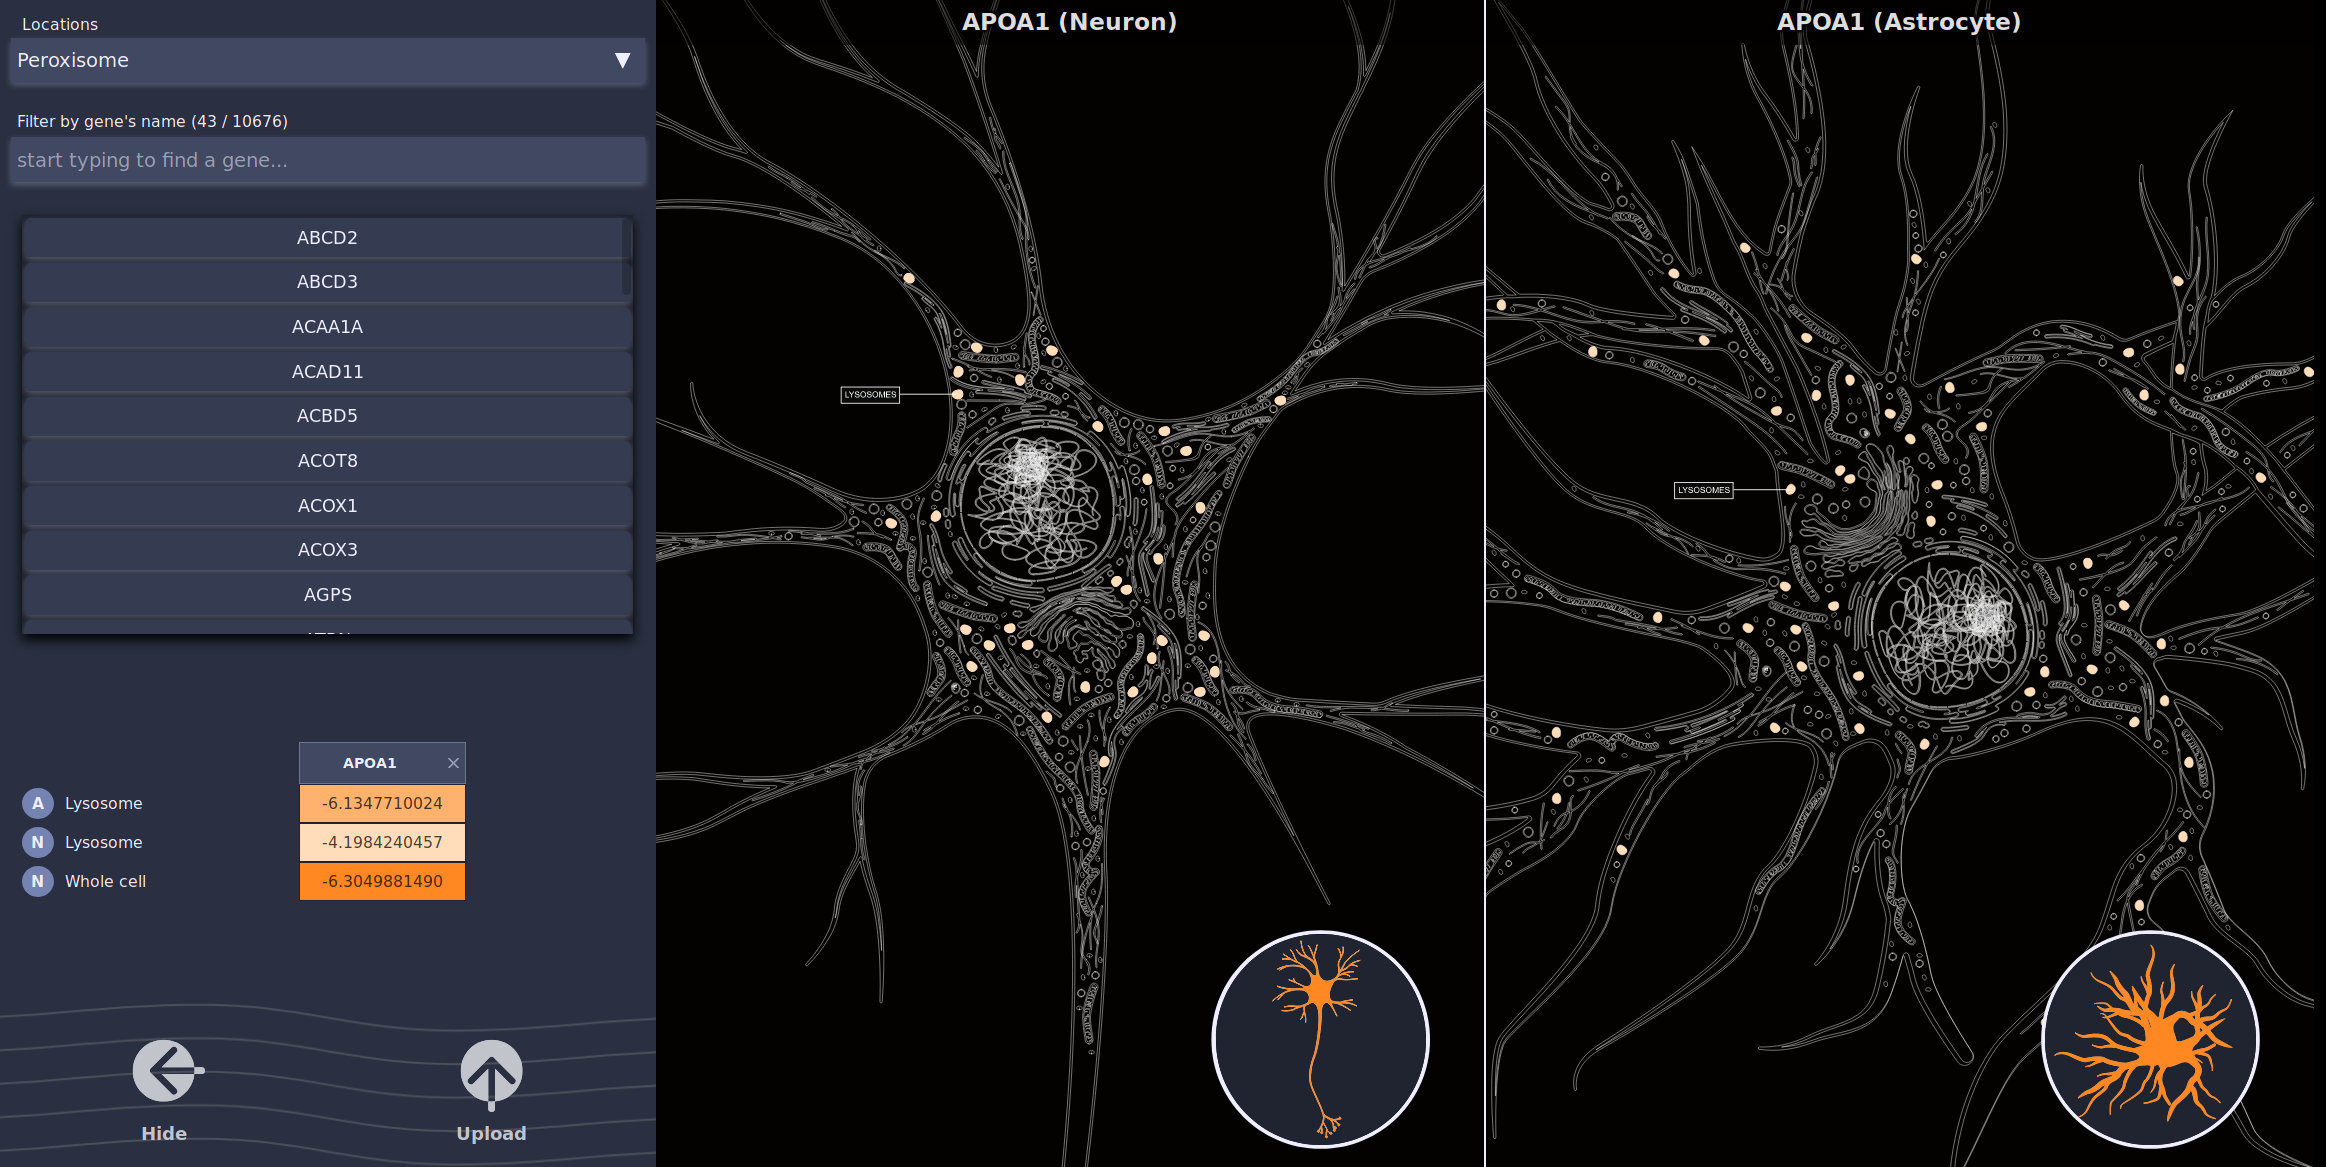 Locations
Peroxisome
Filter by gene's name (43 / 10676)
start typing to find a gene...
ABCD2
ABCD3
ACAA1A
ACAD11
ACBD5
ACOT8
ACOX1
ACOX3
AGPS
APOA1 ×
A Lysosome -6.1347710024
N Lysosome -4.1984240457
N Whole cell -6.3049881490
Hide
Upload
APOA1 (Neuron)
LYSOSOMES
APOA1 (Astrocyte)
LYSOSOMES